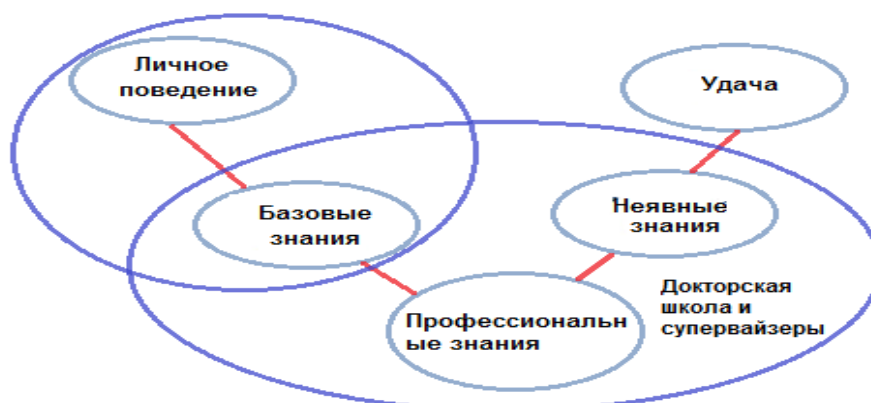 Личное
поведение
Удача
Базовые
знания
Неявные
знания
Профессиональн
ые знания
Докторская
школа и
супервайзеры